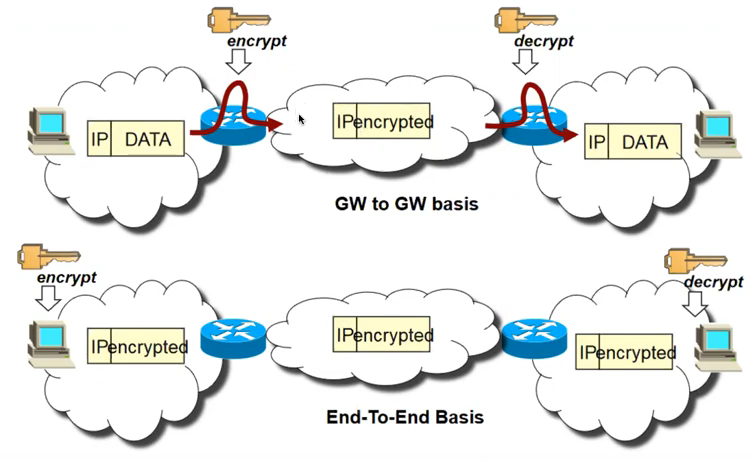 encrypt
decrypt
IP DATA
IPencrypted
IP DATA
GW to GW basis
encrypt
decrypt
IPencrypted
IPencrypted
IPencrypted
End-To-End Basis